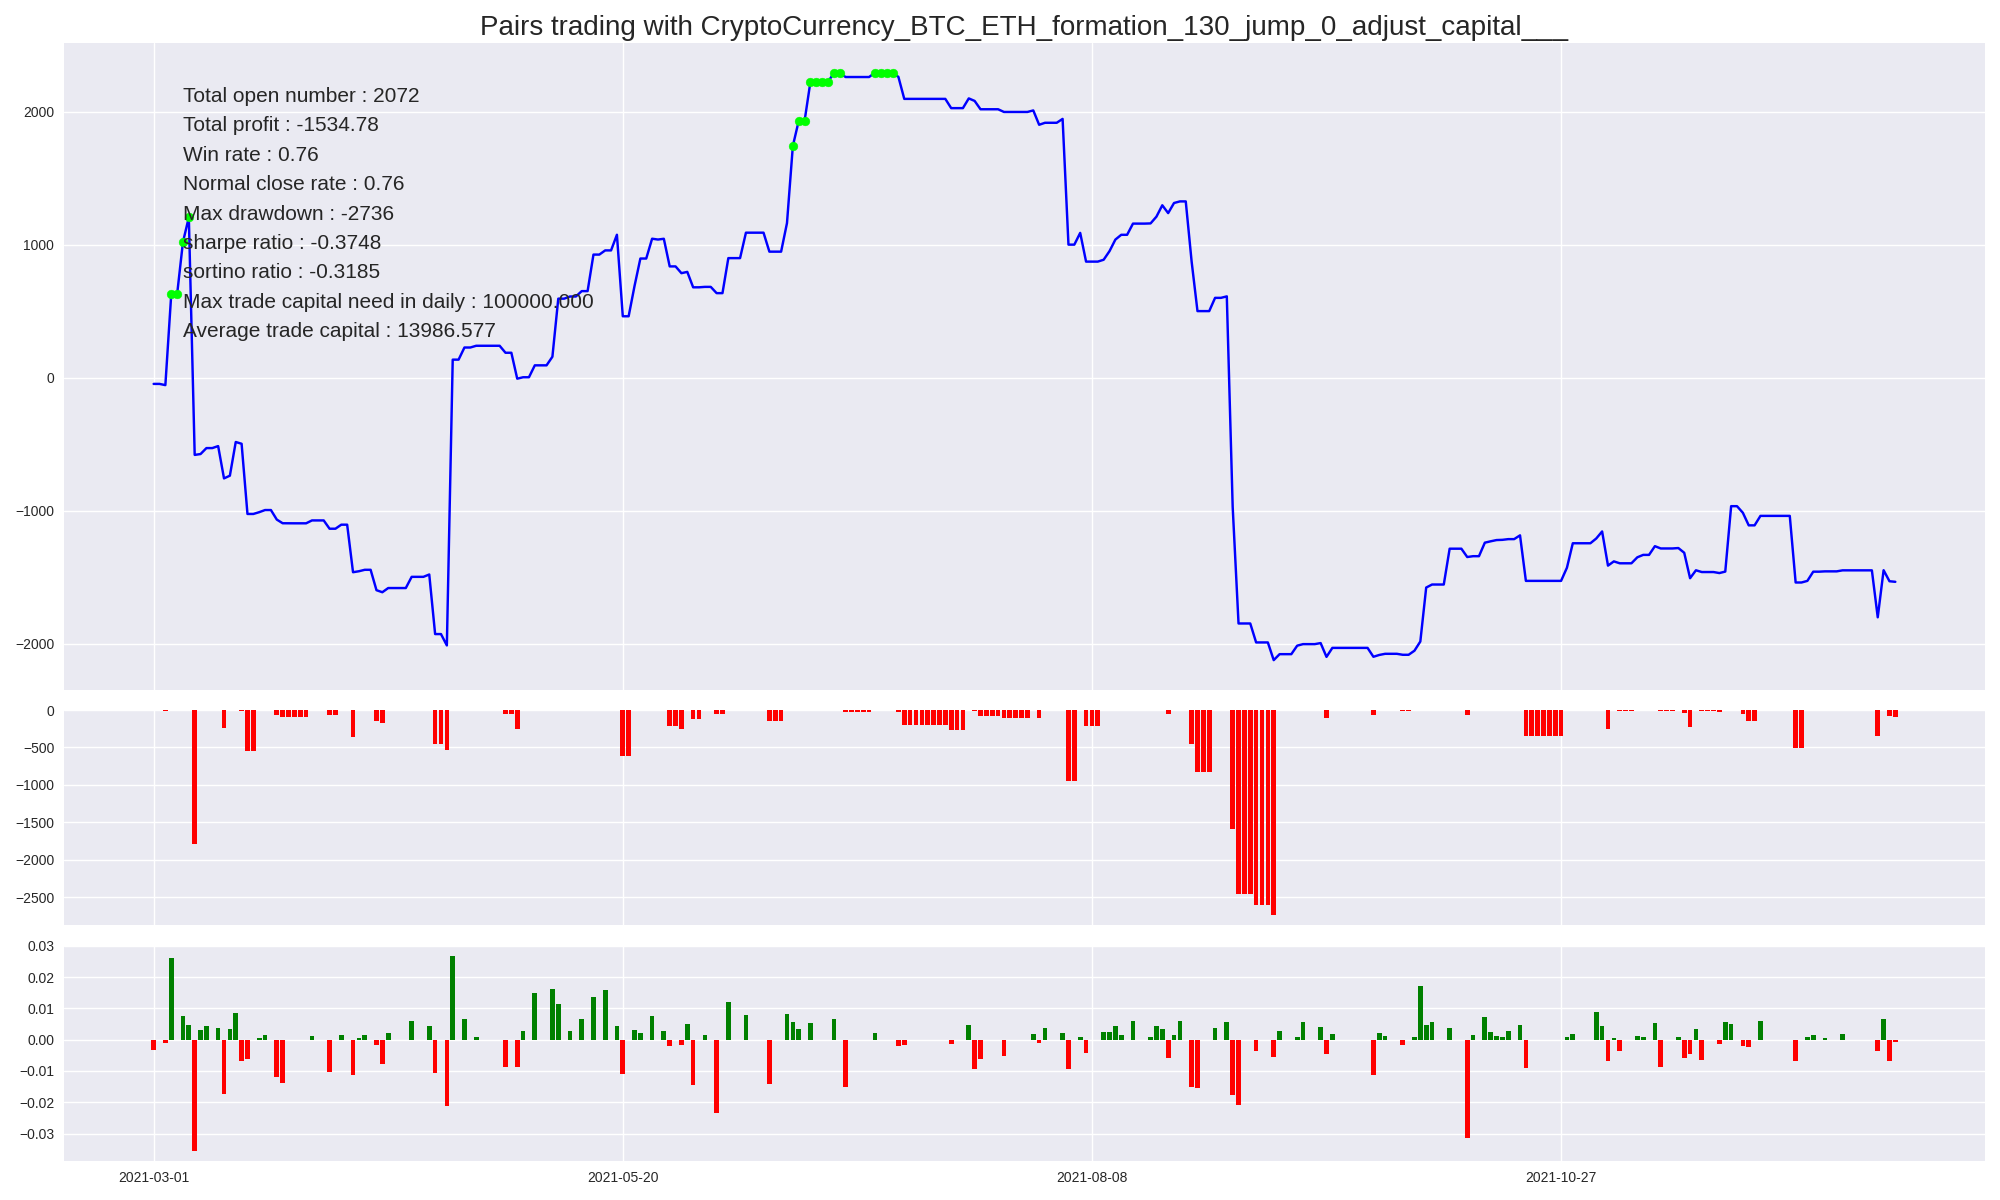 Pairs trading with CryptoCurrency_BTC_ETH_formation_130_jump_0_adjust_capital___
Total open number : 2072
Total profit : -1534.78
Win rate : 0.76
Normal close rate : 0.76
Max drawdown : -2736
sharpe ratio : -0.3748
sortino ratio : -0.3185
Max trade capital need in daily : 100000.000
Average trade capital : 13986.577
2000
1000
0
−1000
−2000
0
−500
−1000
−1500
−2000
−2500
0.03
0.02
0.01
0.00
−0.01
−0.02
−0.03
2021-03-01 2021-05-20 2021-08-08 2021-10-27